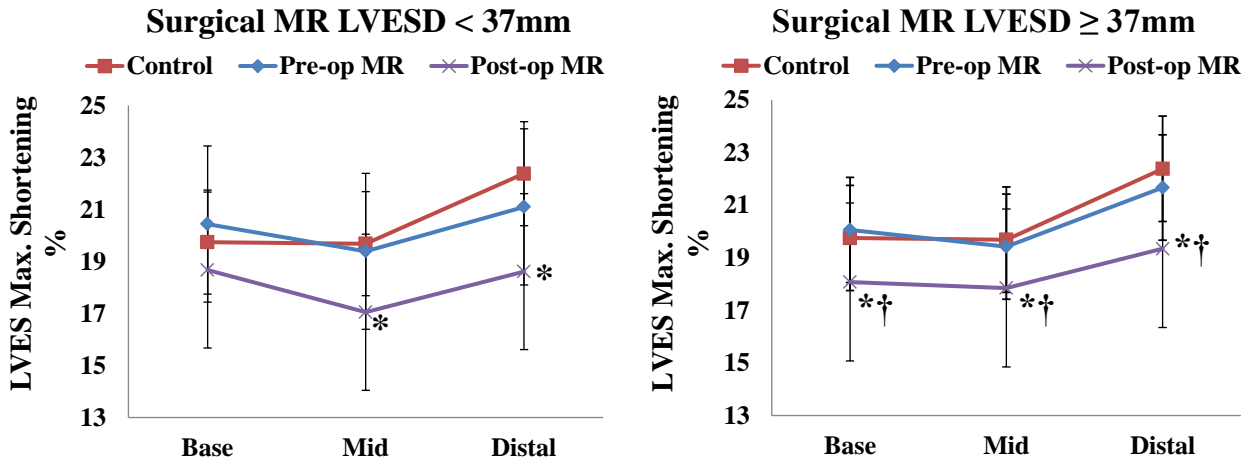 Surgical MR LVESD < 37mm
Control Pre-op MR Post-op MR
LVES Max. Shortening
%
25
23
21
19
17
15
13
*
*
Base Mid Distal
Surgical MR LVESD ≥ 37mm
Control Pre-op MR Post-op MR
LVES Max. Shortening
%
25
23
21
19
17
15
13
*†
*†
*†
Base Mid Distal